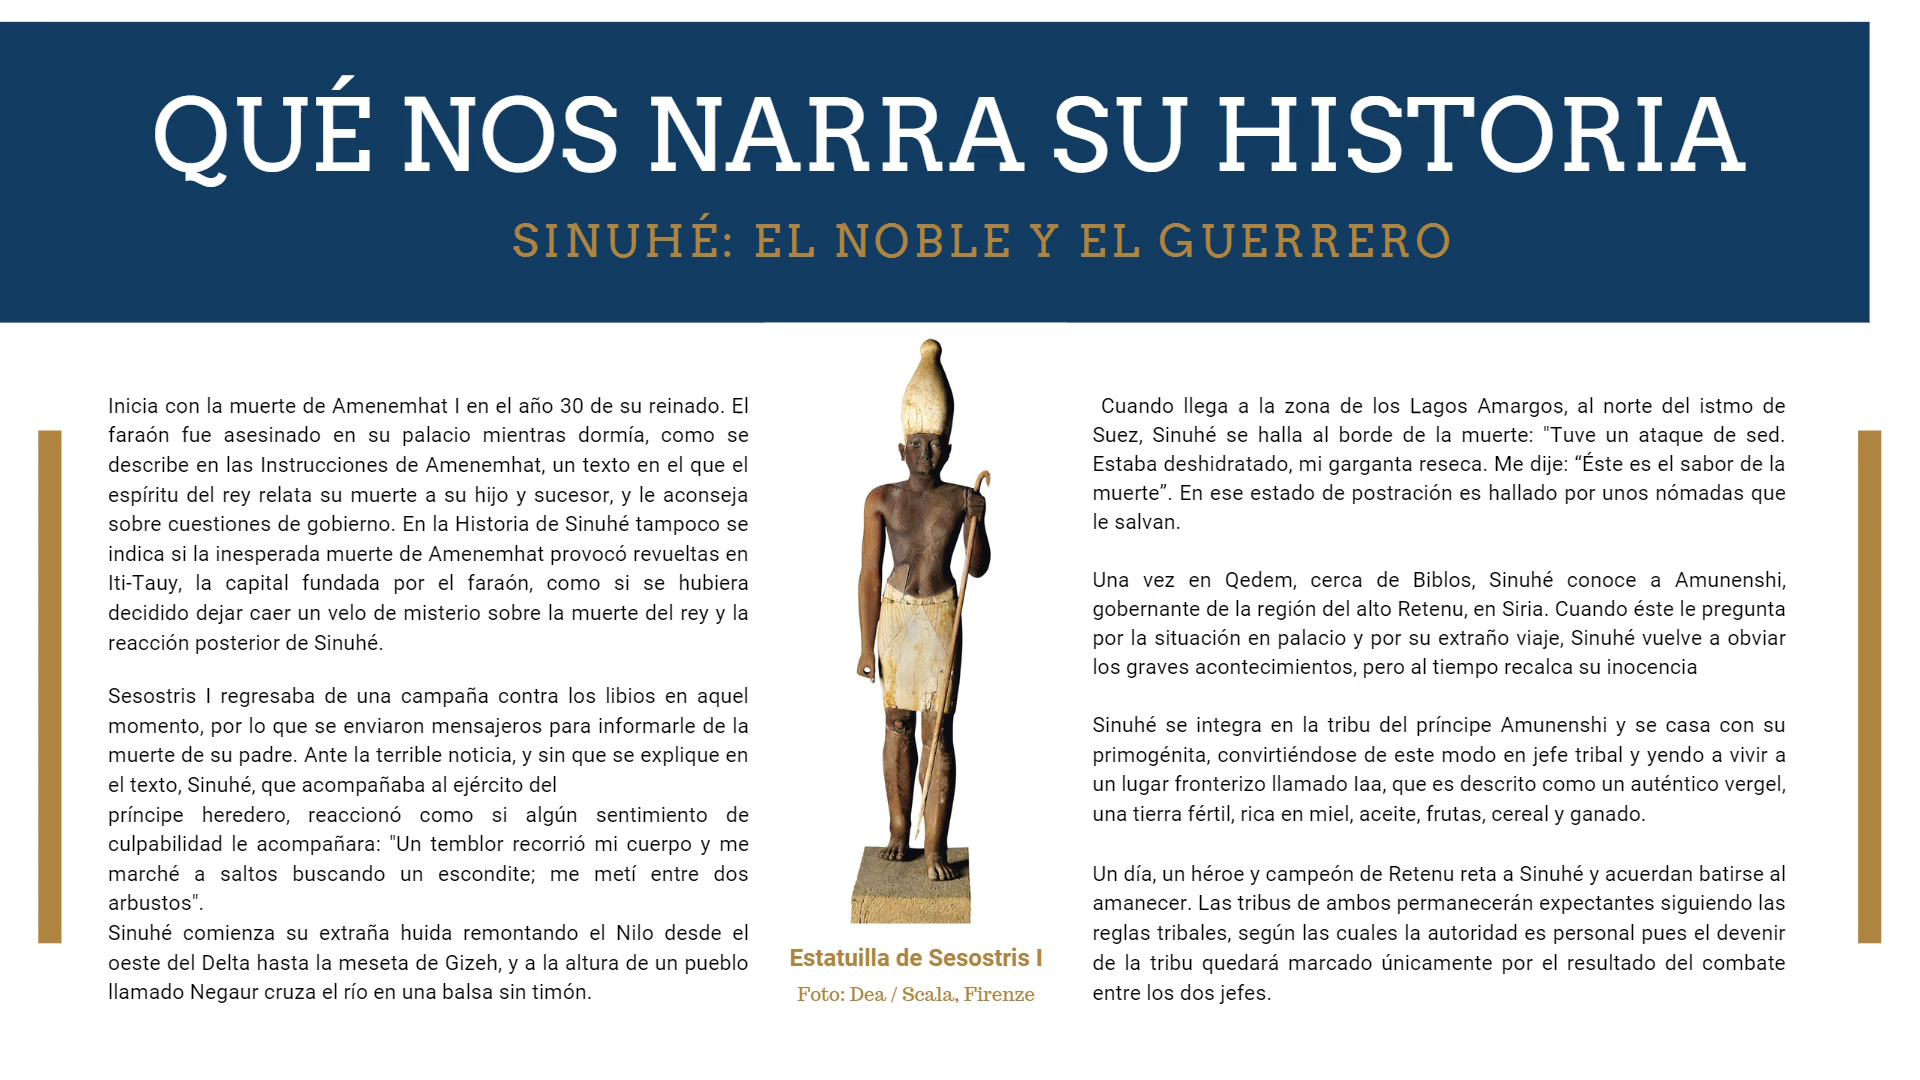 QUÉ NOS NARRA SU HISTORIA
SINUHÉ: EL NOBLE Y EL GUERRERO
Inicia con la muerte de Amenemhat I en el año 30 de su reinado. El
faraón fue asesinado en su palacio mientras dormía, como se
describe en las Instrucciones de Amenemhat, un texto en el que el
espíritu del rey relata su muerte a su hijo y sucesor, y le aconseja
sobre cuestiones de gobierno. En la Historia de Sinuhé tampoco se
indica si la inesperada muerte de Amenemhat provocó revueltas en
Iti-Tauy, la capital fundada por el faraón, como si se hubiera
decidido dejar caer un velo de misterio sobre la muerte del rey y la
reacción posterior de Sinuhé.
Sesostris I regresaba de una campaña contra los libios en aquel
momento, por lo que se enviaron mensajeros para informarle de la
muerte de su padre. Ante la terrible noticia, y sin que se explique en
el texto, Sinuhé, que acompañaba al ejército del
príncipe heredero, reaccionó como si algún sentimiento de
culpabilidad le acompañara: "Un temblor recorrió mi cuerpo y me
marché a saltos buscando un escondite; me metí entre dos
arbustos".
Sinuhé comienza su extraña huida remontando el Nilo desde el
oeste del Delta hasta la meseta de Gizeh, y a la altura de un pueblo
llamado Negaur cruza el río en una balsa sin timón.
Estatuilla de Sesostris I
Foto: Dea / Scala, Firenze
Cuando llega a la zona de los Lagos Amargos, al norte del istmo de
Suez, Sinuhé se halla al borde de la muerte: "Tuve un ataque de sed.
Estaba deshidratado, mi garganta reseca. Me dije: “Éste es el sabor de la
muerte”. En ese estado de postración es hallado por unos nómadas que
le salvan.
Una vez en Qedem, cerca de Biblos, Sinuhé conoce a Amunenshi,
gobernante de la región del alto Retenu, en Siria. Cuando éste le pregunta
por la situación en palacio y por su extraño viaje, Sinuhé vuelve a obviar
los graves acontecimientos, pero al tiempo recalca su inocencia
Sinuhé se integra en la tribu del príncipe Amunenshi y se casa con su
primogénita, convirtiéndose de este modo en jefe tribal y yendo a vivir a
un lugar fronterizo llamado Iaa, que es descrito como un auténtico vergel,
una tierra fértil, rica en miel, aceite, frutas, cereal y ganado.
Un día, un héroe y campeón de Retenu reta a Sinuhé y acuerdan batirse al
amanecer. Las tribus de ambos permanecerán expectantes siguiendo las
reglas tribales, según las cuales la autoridad es personal pues el devenir
de la tribu quedará marcado únicamente por el resultado del combate
entre los dos jefes.